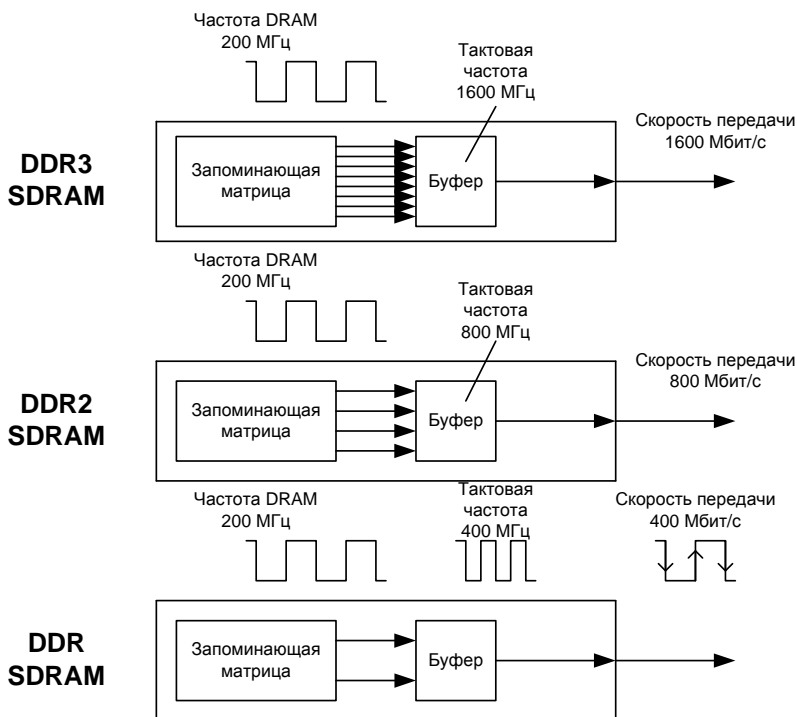 Частота DRAM
200 МГц
Тактовая
частота
1600 МГц
Скорость передачи
1600 Мбит/с
DDR3
SDRAM
Запоминающая
матрица
Буфер
Частота DRAM
200 МГц
Тактовая
частота
800 МГц
Скорость передачи
800 Мбит/с
DDR2
SDRAM
Запоминающая
матрица
Буфер
Частота DRAM
200 МГц
Тактовая
частота
400 МГц
Скорость передачи
400 Мбит/с
DDR
SDRAM
Запоминающая
матрица
Буфер